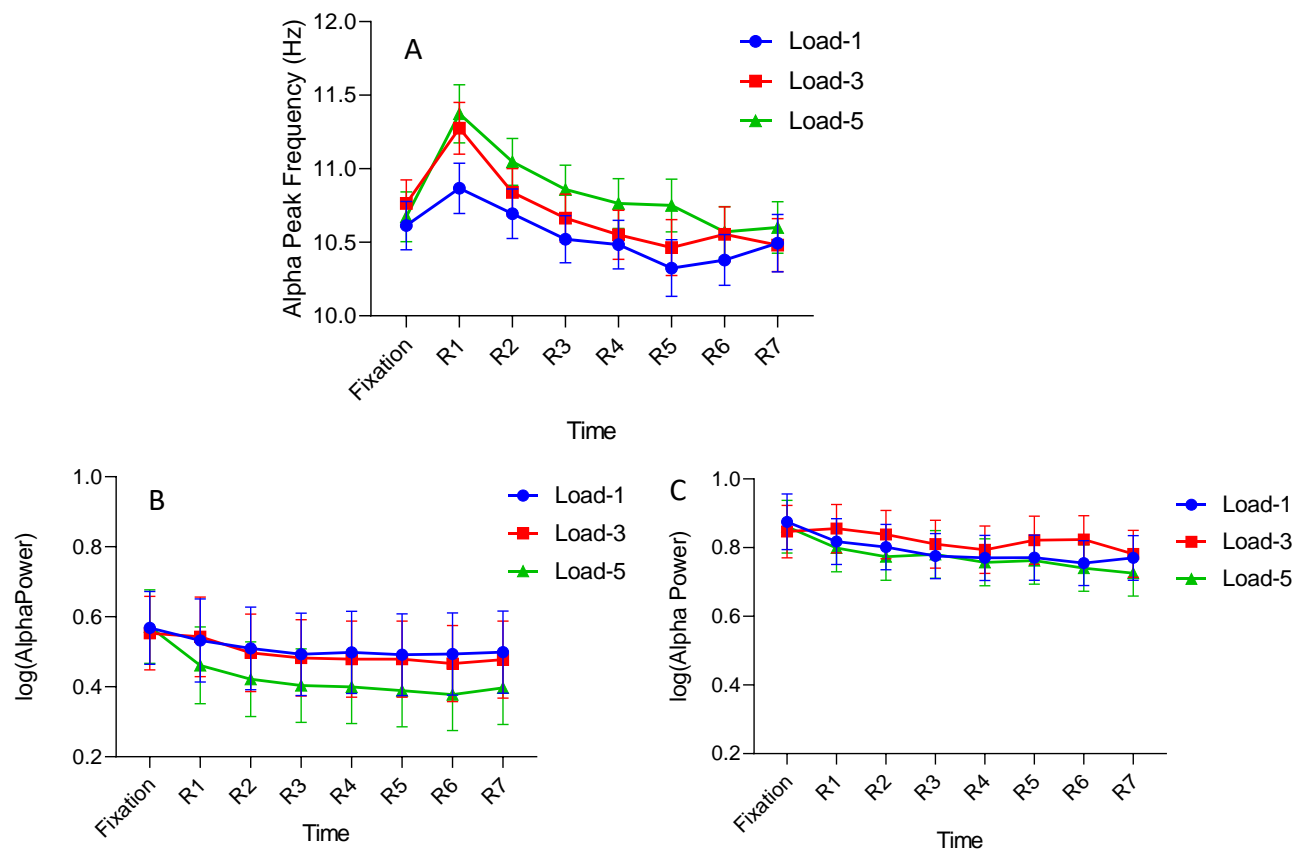 A
Alpha Peak Frequency (Hz)
12.0
11.5
11.0
10.5
10.0
Fixation
R1
R2
R3
R4
R5
R6
R7
Time
Load-1
Load-3
Load-5
B
log(AlphaPower)
1.0
0.8
0.6
0.4
0.2
Fixation
R1
R2
R3
R4
R5
R6
R7
Time
Load-1
Load-3
Load-5
C
log(Alpha Power)
1.0
0.8
0.6
0.4
0.2
Fixation
R1
R2
R3
R4
R5
R6
R7
Time
Load-1
Load-3
Load-5